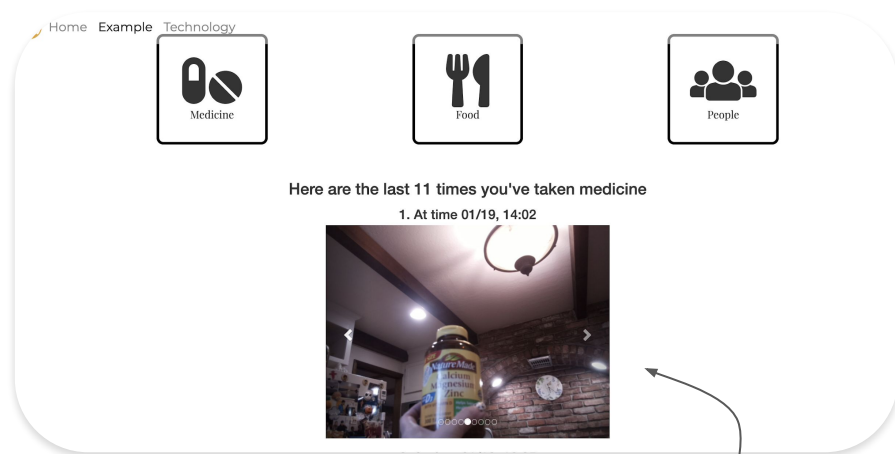 Home Example Technology
Medicine
Food
People
Here are the last 11 times you've taken medicine
1. At time 01/19, 14:02
Nature Made
Calcium
Magnesium
Zinc